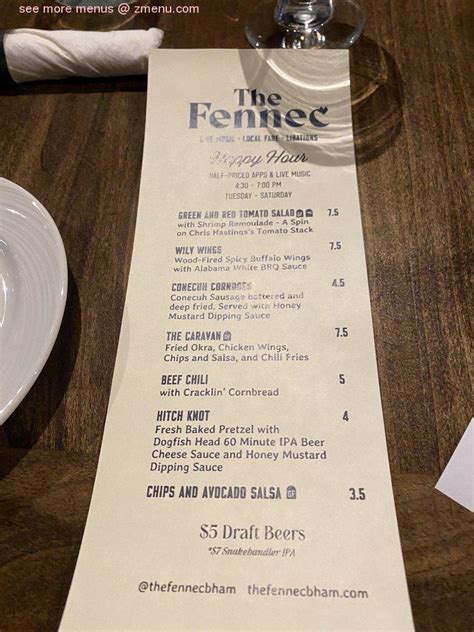 see more menus @ zmenu.com
The
Fennec
LIVE MUSIC · LOCAL FARE · LIBATIONS
Happy Hour
HALF-PRICED APPS & LIVE MUSIC
4:30 - 7:00 PM
TUESDAY - SATURDAY
GREEN AND RED TOMATO SALAD 7.5
with Shrimp Remoulade - A Spin
on Chris Hastings's Tomato Stack
WILY WINGS 7.5
Wood-Fired Spicy Buffalo Wings
with Alabama White BBQ Sauce
CONECUH CORNDOGS 4.5
Conecuh Sausage battered and
deep fried. Served with Honey
Mustard Dipping Sauce
THE CARAVAN 7.5
Fried Okra, Chicken Wings,
Chips and Salsa, and Chili Fries
BEEF CHILI 5
with Cracklin' Cornbread
HITCH KNOT 4
Fresh Baked Pretzel with
Dogfish Head 60 Minute IPA Beer
Cheese Sauce and Honey Mustard
Dipping Sauce
CHIPS AND AVOCADO SALSA GF 3.5
$5 Draft Beers
*$7 Snakehandler IPA
@thefennecbham thefennecbham.com